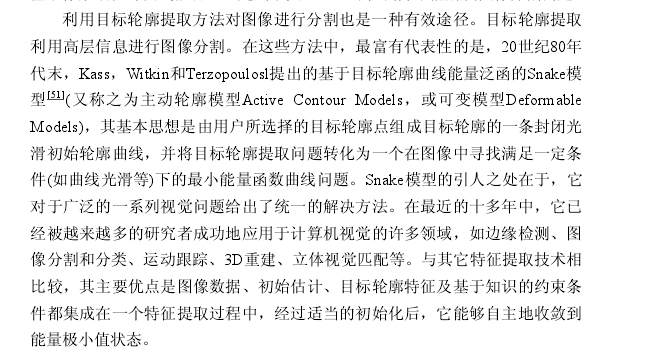 利用目标轮廓提取方法对图像进行分割也是一种有效途径。目标轮廓提取
利用高层信息进行图像分割。在这些方法中，最富有代表性的是，20世纪80年
代末，Kass，Witkin和Terzopoulosl提出的基于目标轮廓曲线能量泛函的Snake模
型[51](又称之为主动轮廓模型Active Contour Models，或可变模型Deformable
Models)，其基本思想是由用户所选择的目标轮廓点组成目标轮廓的一条封闭光
滑初始轮廓曲线，并将目标轮廓提取问题转化为一个在图像中寻找满足一定条
件(如曲线光滑等)下的最小能量函数曲线问题。Snake模型的引人之处在于，它
对于广泛的一系列视觉问题给出了统一的解决方法。在最近的十多年中，它已
经被越来越多的研究者成功地应用于计算机视觉的许多领域，如边缘检测、图
像分割和分类、运动跟踪、3D重建、立体视觉匹配等。与其它特征提取技术相
比较，其主要优点是图像数据、初始估计、目标轮廓特征及基于知识的约束条
件都集成在一个特征提取过程中，经过适当的初始化后，它能够自主地收敛到
能量极小值状态。